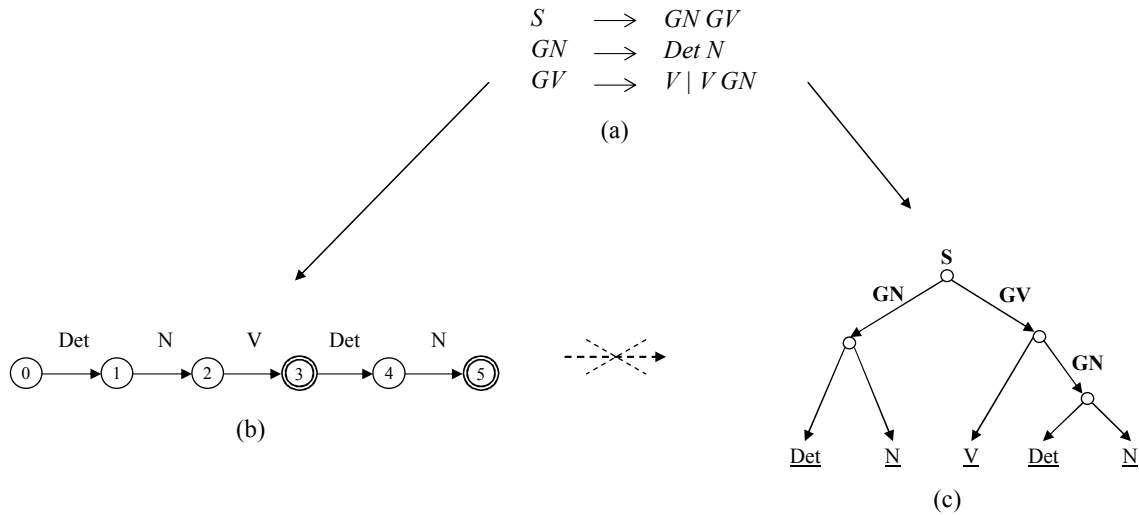 S → GN GV
GN → Det N
GV → V | V GN
(a)
S
GN GV
Det N V Det N
0 1 2 3 4 5
GN
(b)
Det N V Det N
(c)